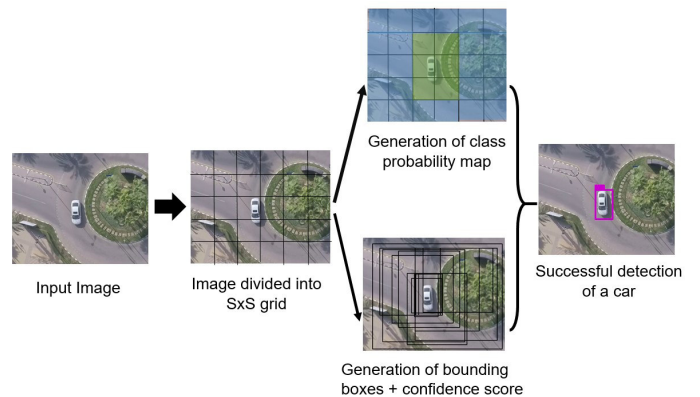 Input Image
Image divided into
SxS grid
Generation of class
probability map
Generation of bounding
boxes + confidence score
Successful detection
of a car